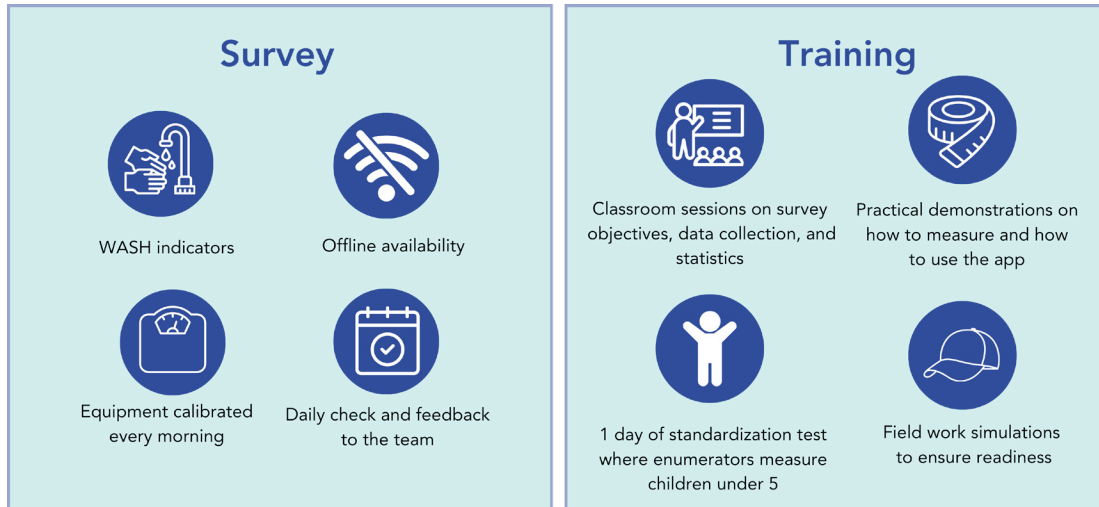 Survey
WASH indicators
Offline availability
Equipment calibrated
every morning
Daily check and feedback
to the team
Training
Classroom sessions on survey
objectives, data collection, and
statistics
Practical demonstrations on
how to measure and how
to use the app
1 day of standardization test
where enumerators measure
children under 5
Field work simulations
to ensure readiness